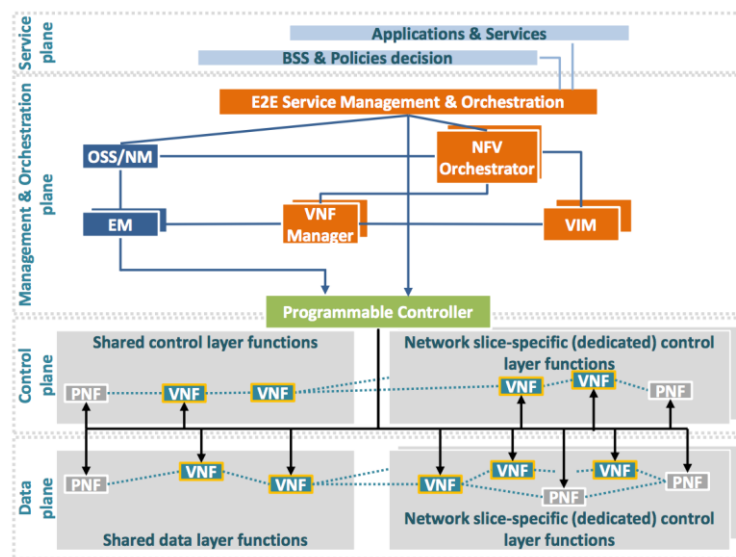 Service
plane
Applications & Services
BSS & Policies decision
Management & Orchestration
plane
E2E Service Management & Orchestration
OSS/NM
NFV
Orchestrator
EM
VNF
Manager
VIM
Programmable Controller
Control
plane
Shared control layer functions
Network slice-specific (dedicated) control
layer functions
PNF
VNF
VNF
VNF
VNF
PNF
Data
plane
PNF
VNF
VNF
VNF
VNF
PNF
VNF
PNF
Shared data layer functions
Network slice-specific (dedicated) control
layer functions